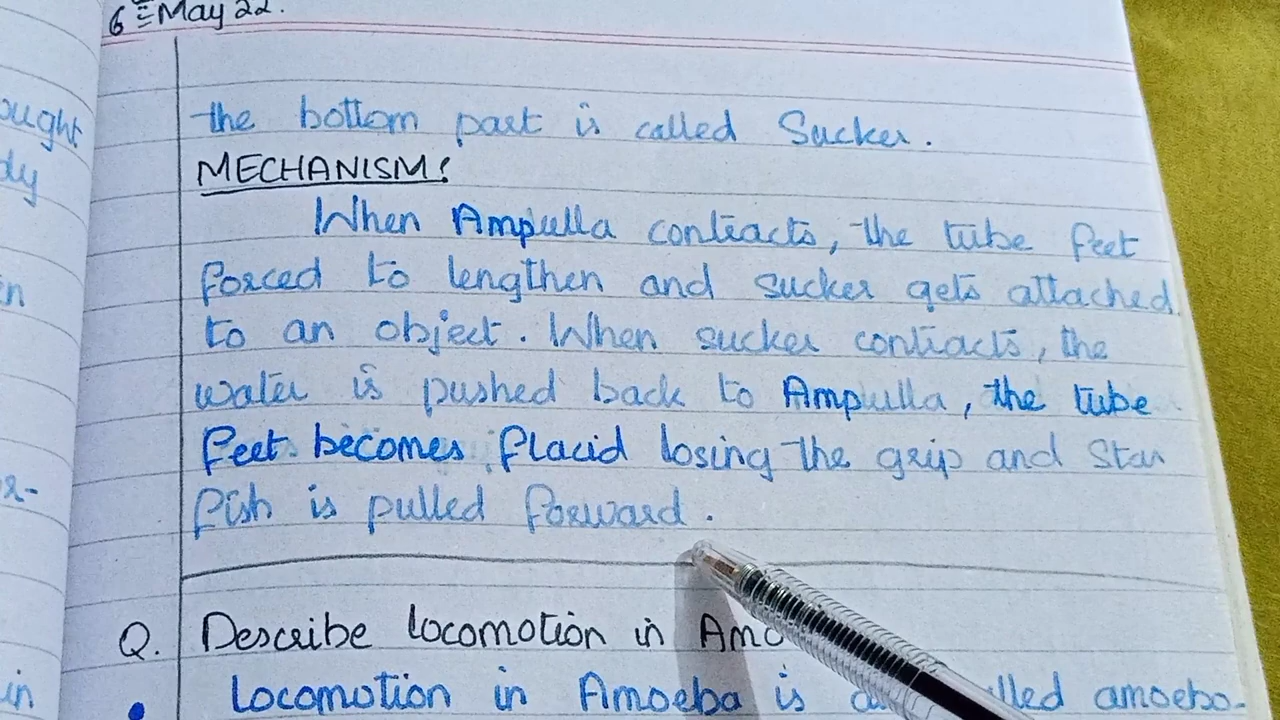 6 May 22.
ought
the bottom part is called Sucker.
dy
MECHANISM:
When Ampulla contracts, the tube feet
forced to lengthen and sucker gets attached
to an object. When sucker contracts, the
water is pushed back to Ampulla, the tube
feet becomes flacid losing the grip and Star
fish is pulled forward.
Q. Describe locomotion in Amo
in
Locomotion in Amoeba is amoebo-